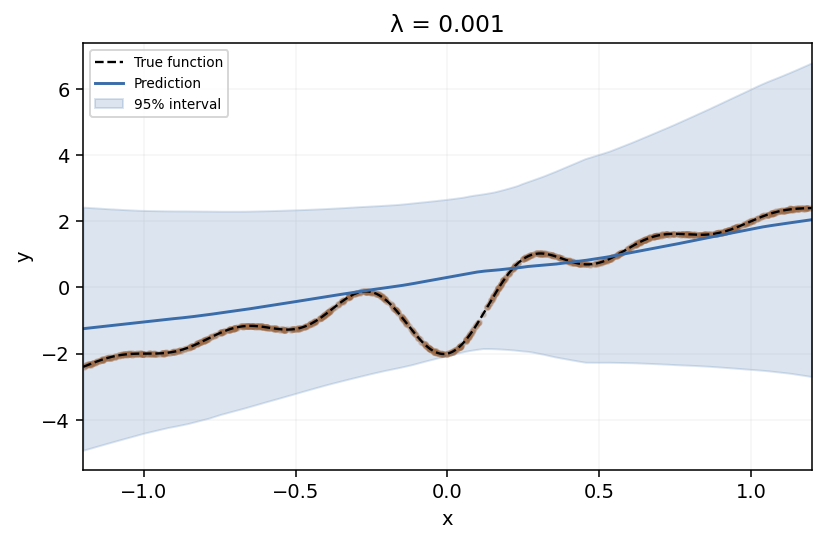 λ = 0.001
True function
Prediction
95% interval
6
4
2
0
−2
−4
y
−1.0 −0.5 0.0 0.5 1.0
x